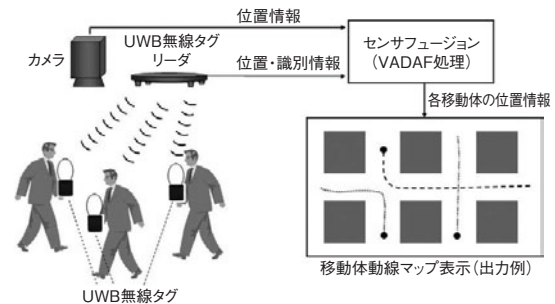 位置情報
UWB無線タグ
リーダ
カメラ
位置・識別情報
センサフュージョン
(VADAF処理)
各移動体の位置情報
移動体動線マップ表示(出力例)
UWB無線タグ